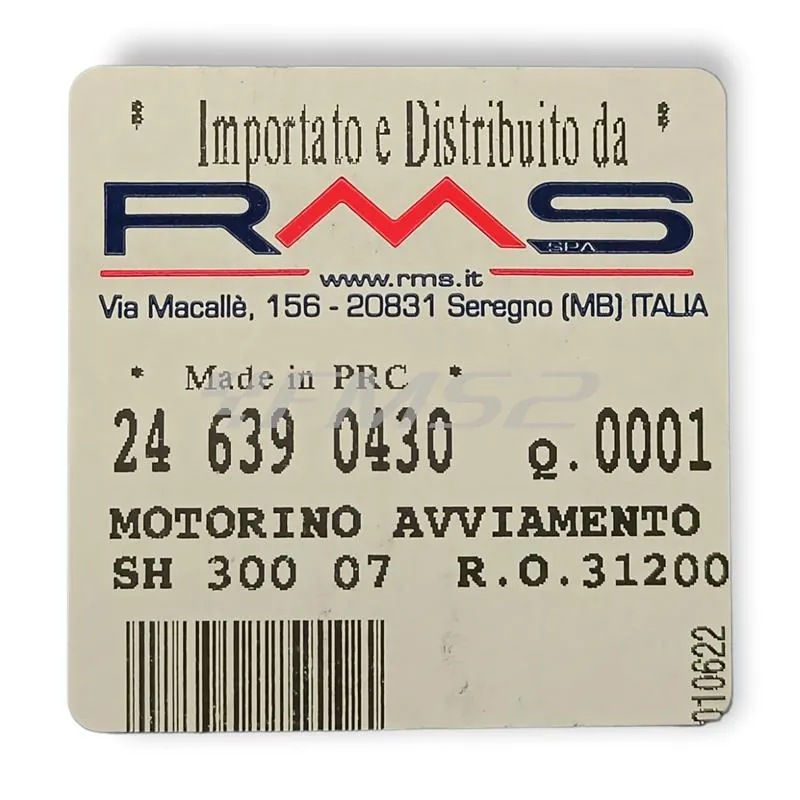 * Importato e Distribuito da *
RMS
SPA
www.rms.it
Via Macallè, 156 - 20831 Seregno (MB) ITALIA
* Made in PRC *
24 639 0430 Q.0001
MOTORINO AVVIAMENTO
SH 300 07 R.O.31200
010622